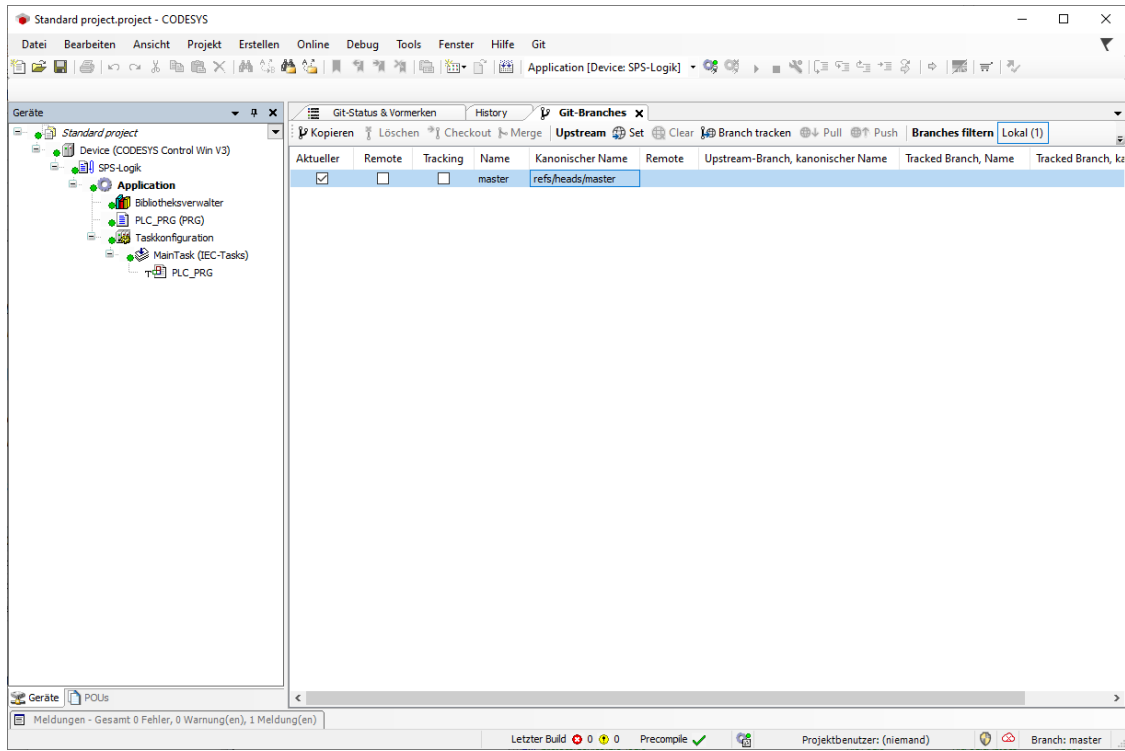 Standard project.project - CODESYS
Datei Bearbeiten Ansicht Projekt Erstellen Online Debug Tools Fenster Hilfe Git
Application [Device: SPS-Logik]
Geräte
Git-Status & Vormerken History Git-Branches
Kopieren Löschen Checkout Merge Upstream Set Clear Branch tracken Pull Push Branches filtern Lokal (1)
Aktueller Remote Tracking Name Kanonischer Name Remote Upstream-Branch, kanonischer Name Tracked Branch, Name Tracked Branch, ka
master refs/heads/master
Standard project
Device (CODESYS Control Win V3)
SPS-Logik
Application
Bibliotheksverwalter
PLC_PRG (PRG)
Taskkonfiguration
MainTask (IEC-Tasks)
PLC_PRG
Geräte POUs
Meldungen - Gesamt 0 Fehler, 0 Warnung(en), 1 Meldung(en)
Letzter Build 0 0 Precompile Projektbenutzer: (niemand) Branch: master